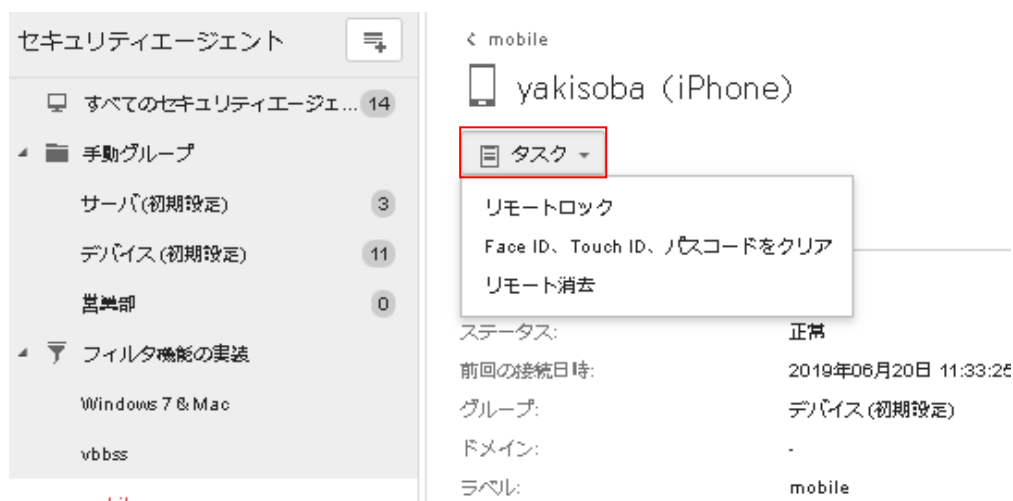 セキュリティエージェント
すべてのセキュリティエージェ... 14
手動グループ
サーバ(初期設定) 3
デバイス(初期設定) 11
営業部 0
フィルタ機能の実装
Windows 7 & Mac
vbbss
< mobile
yakisoba (iPhone)
タスク
リモートロック
Face ID、Touch ID、パスコードをクリア
リモート消去
ステータス: 正常
前回の接続日時: 2019年06月20日 11:33:25
グループ: デバイス(初期設定)
ドメイン: -
ラベル: mobile